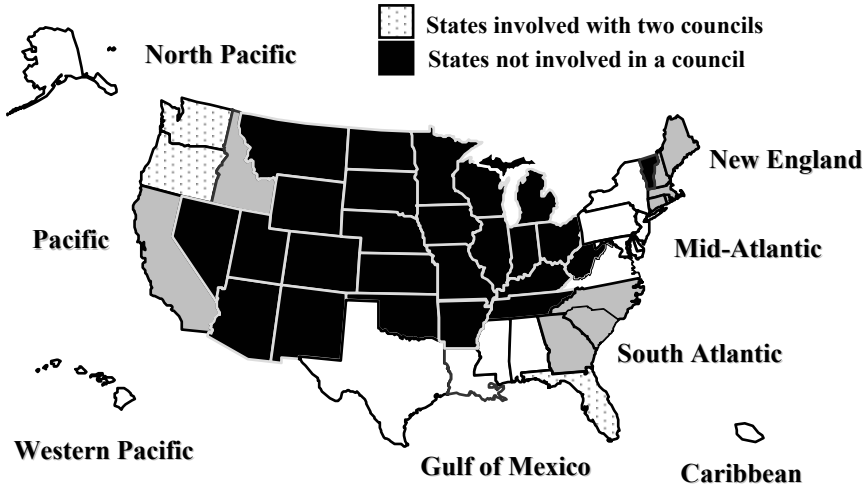 States involved with two councils
North Pacific
States not involved in a council
New England
Pacific
Mid-Atlantic
South Atlantic
Western Pacific
Gulf of Mexico
Caribbean